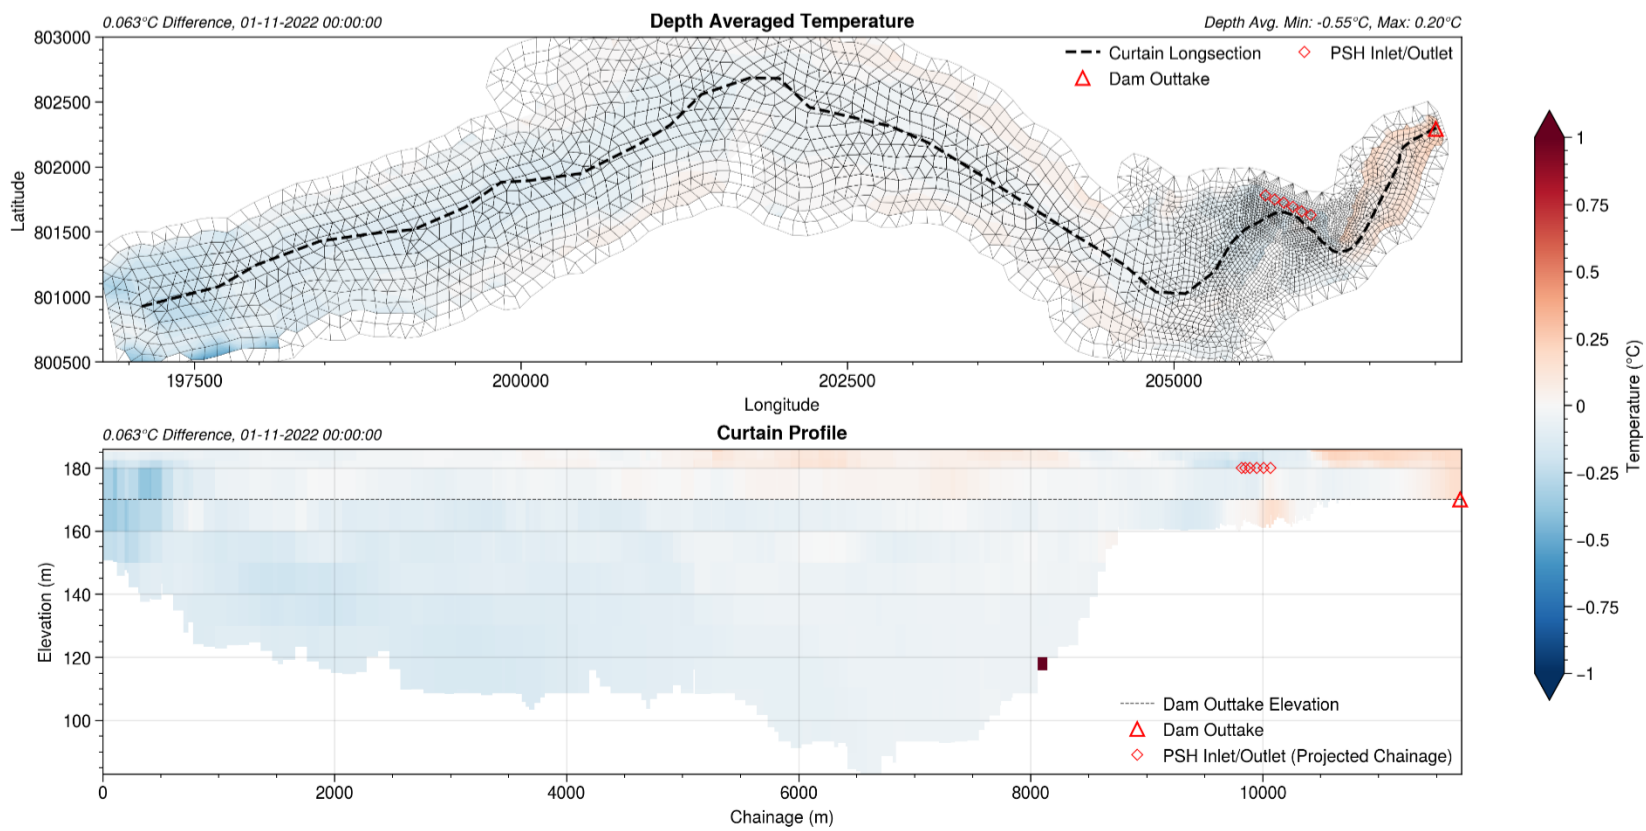 0.063°C Difference, 01-11-2022 00:00:00
Depth Averaged Temperature
Depth Avg. Min: -0.55°C, Max: 0.20°C
803000
802500
802000
801500
801000
800500
Latitude
Curtain Longsection
PSH Inlet/Outlet
Dam Outtake
197500
200000
202500
205000
Longitude
0.063°C Difference, 01-11-2022 00:00:00
Curtain Profile
180
160
140
120
100
Elevation (m)
Dam Outtake Elevation
Dam Outtake
PSH Inlet/Outlet (Projected Chainage)
0
2000
4000
6000
8000
10000
Chainage (m)
1
0.75
0.5
0.25
0
−0.25
−0.5
−0.75
−1
Temperature (°C)